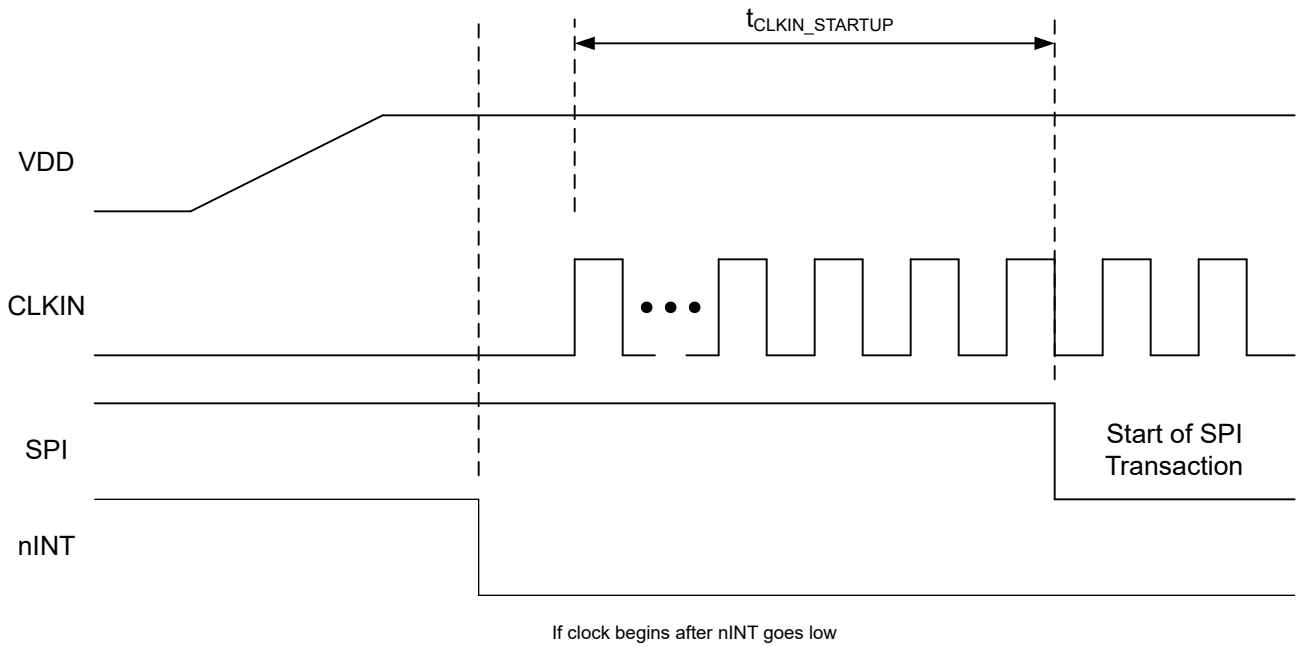 tCLKIN_STARTUP
VDD
CLKIN
SPI
Start of SPI
Transaction
nINT
If clock begins after nINT goes low